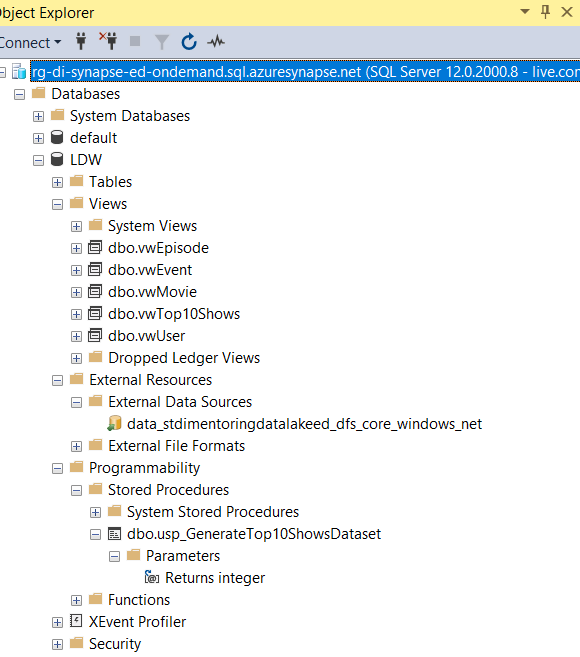 Object Explorer
Connect
rg-di-synapse-ed-ondemand.sql.azuresynapse.net (SQL Server 12.0.2000.8 - live.con
Databases
System Databases
default
LDW
Tables
Views
System Views
dbo.vwEpisode
dbo.vwEvent
dbo.vwMovie
dbo.vwTop10Shows
dbo.vwUser
Dropped Ledger Views
External Resources
External Data Sources
data_stdimentoringdatalakeed_dfs_core_windows_net
External File Formats
Programmability
Stored Procedures
System Stored Procedures
dbo.usp_GenerateTop10ShowsDataset
Parameters
Returns integer
Functions
XEvent Profiler
Security